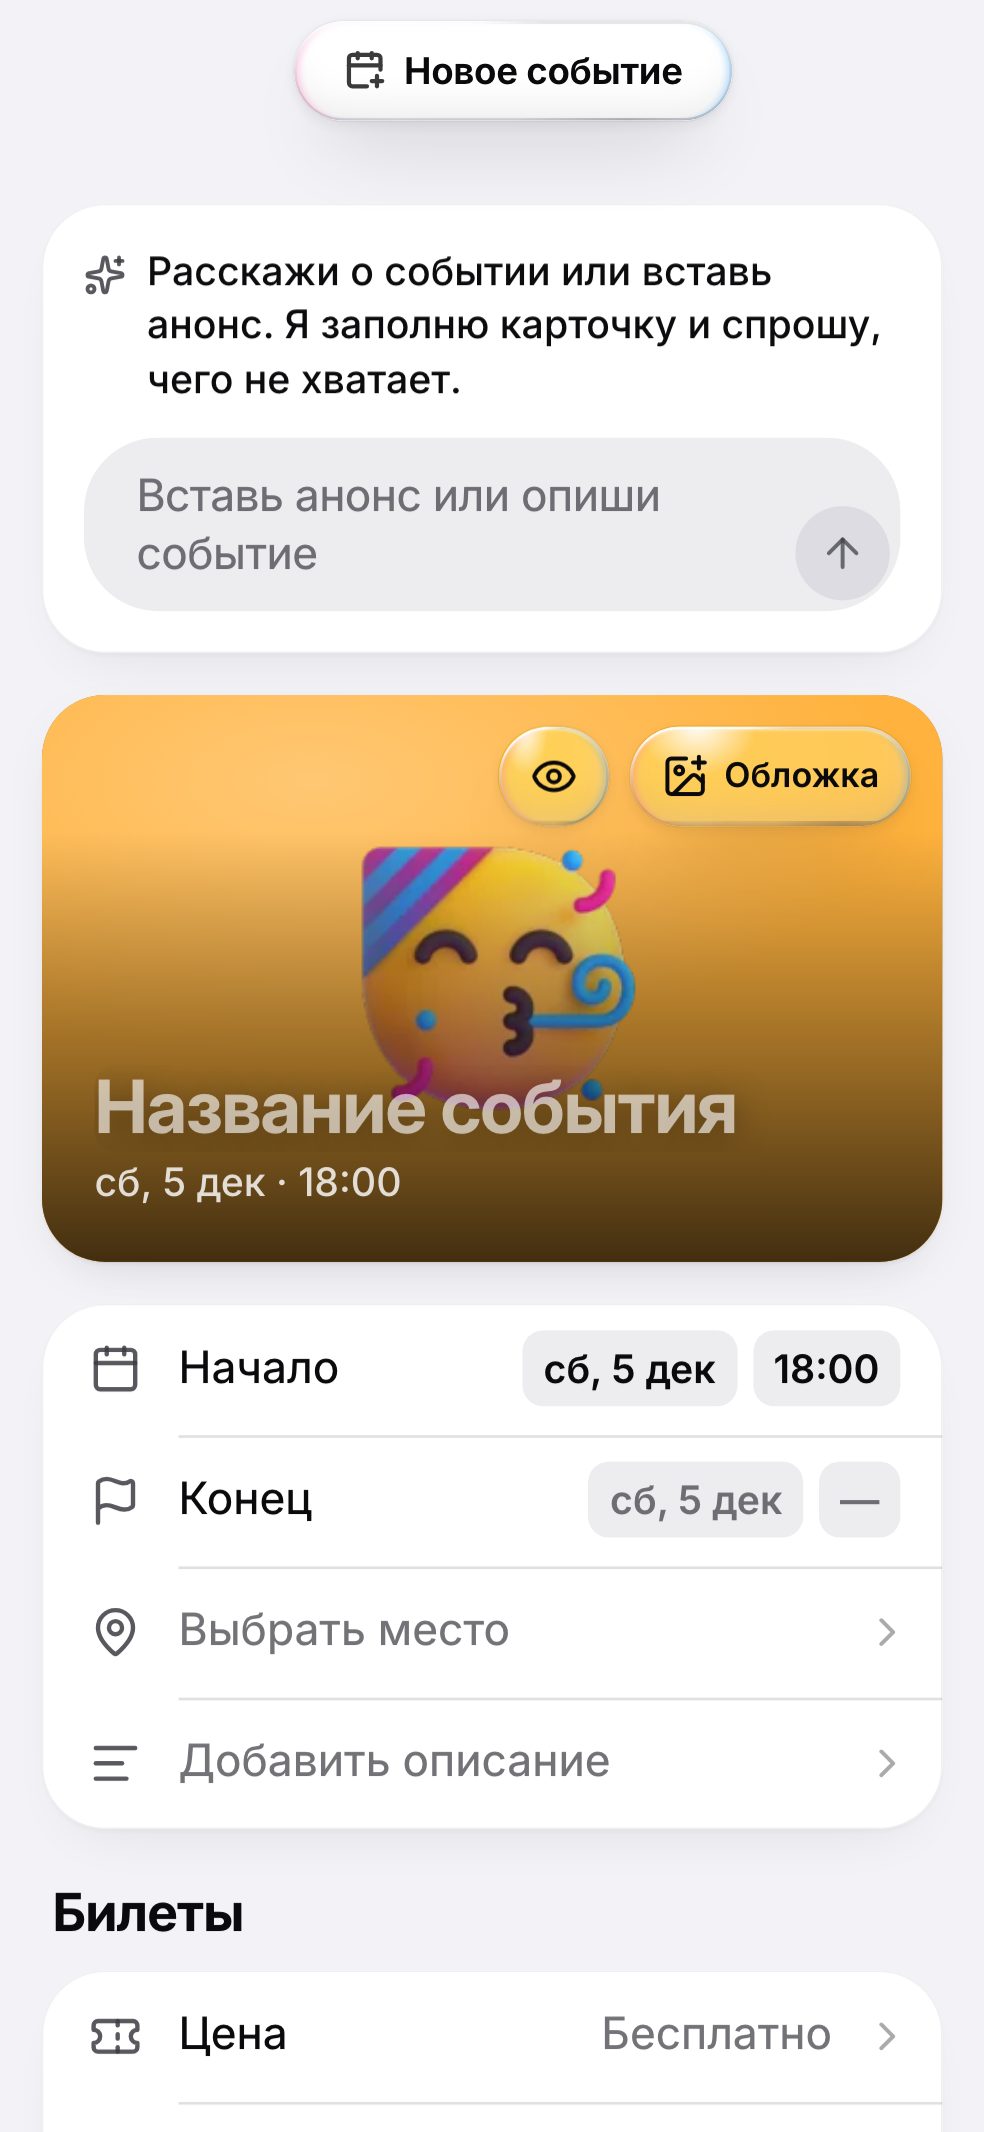 Новое событие
Расскажи о событии или вставь
анонс. Я заполню карточку и спрошу,
чего не хватает.
Вставь анонс или опиши
событие
Обложка
Название события
сб, 5 дек · 18:00
Начало сб, 5 дек 18:00
Конец сб, 5 дек —
Выбрать место
Добавить описание
Билеты
Цена Бесплатно